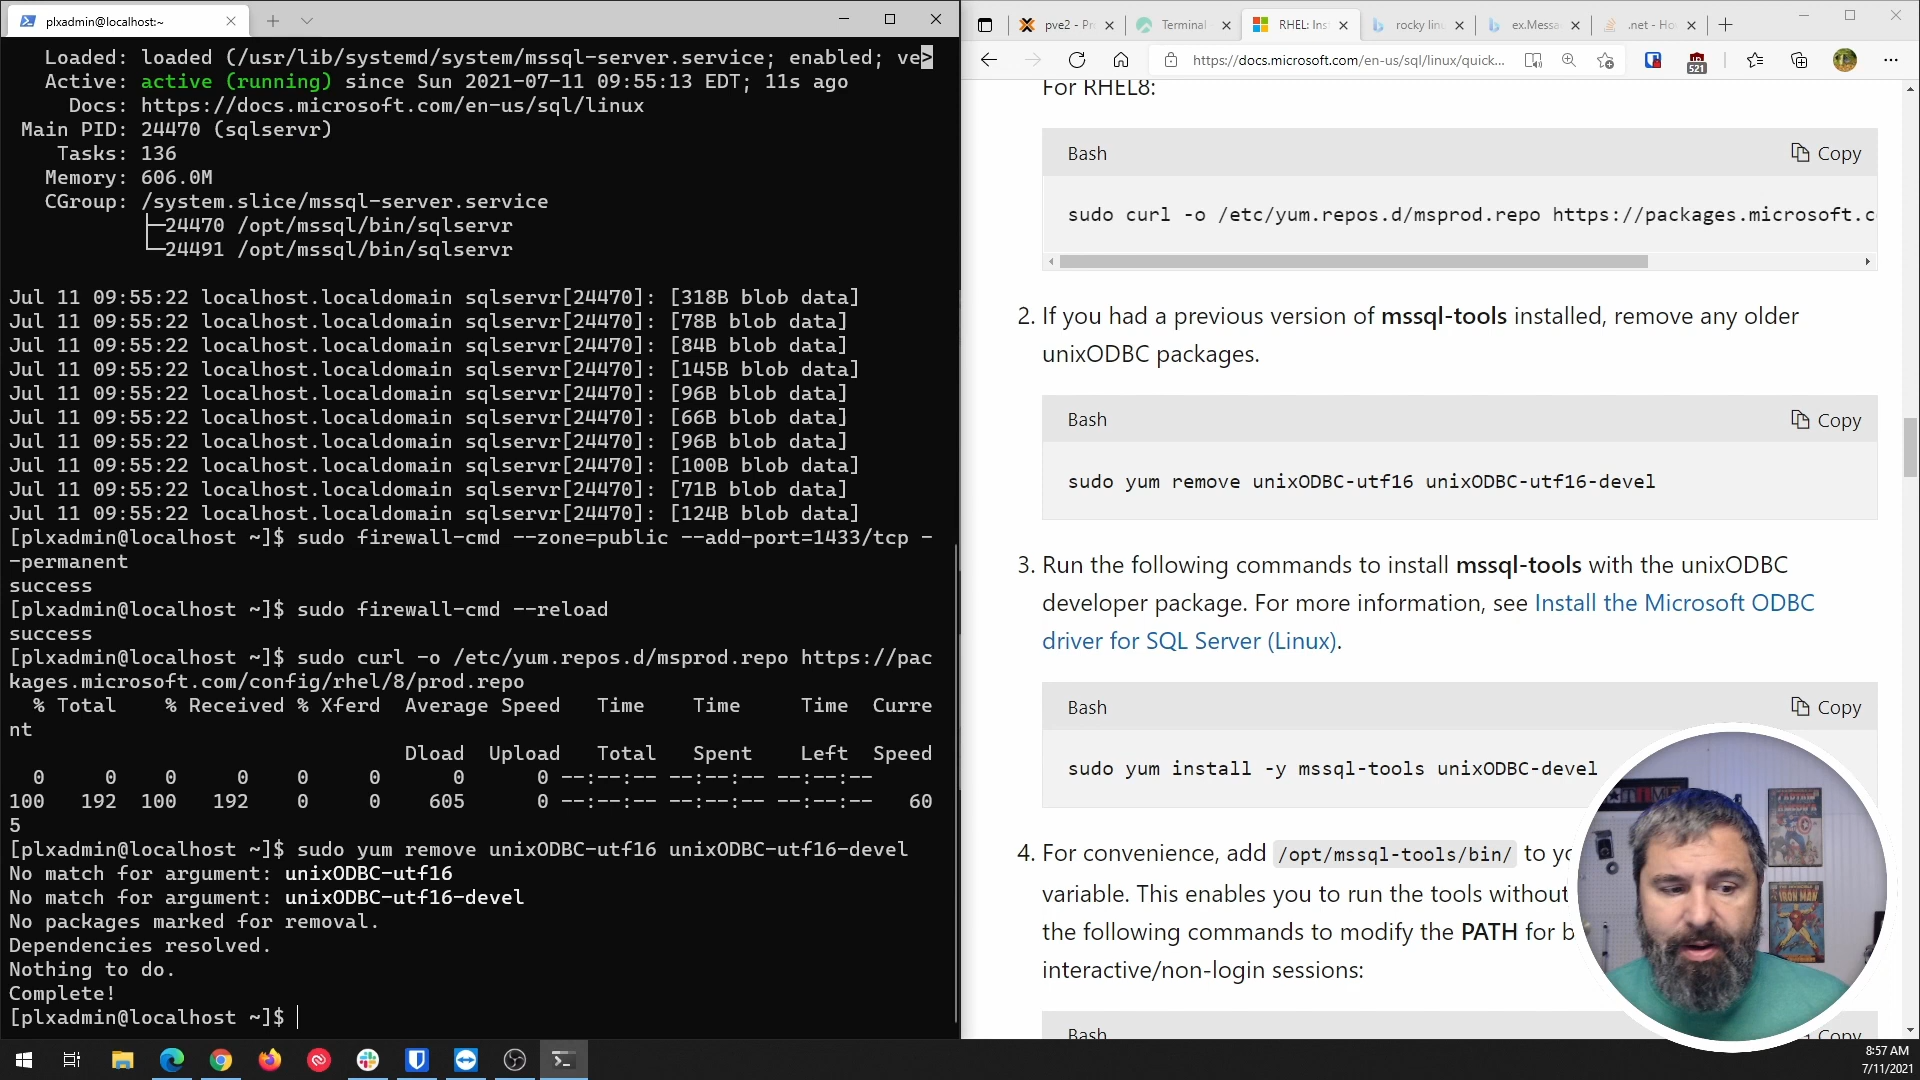 plxadmin@localhost:~
Loaded: loaded (/usr/lib/systemd/system/mssql-server.service; enabled; ve>
Active: active (running) since Sun 2021-07-11 09:55:13 EDT; 11s ago
Docs: https://docs.microsoft.com/en-us/sql/linux
Main PID: 24470 (sqlservr)
Tasks: 136
Memory: 606.0M
CGroup: /system.slice/mssql-server.service
├─24470 /opt/mssql/bin/sqlservr
└─24491 /opt/mssql/bin/sqlservr
Jul 11 09:55:22 localhost.localdomain sqlservr[24470]: [318B blob data]
Jul 11 09:55:22 localhost.localdomain sqlservr[24470]: [78B blob data]
Jul 11 09:55:22 localhost.localdomain sqlservr[24470]: [84B blob data]
Jul 11 09:55:22 localhost.localdomain sqlservr[24470]: [145B blob data]
Jul 11 09:55:22 localhost.localdomain sqlservr[24470]: [96B blob data]
Jul 11 09:55:22 localhost.localdomain sqlservr[24470]: [66B blob data]
Jul 11 09:55:22 localhost.localdomain sqlservr[24470]: [96B blob data]
Jul 11 09:55:22 localhost.localdomain sqlservr[24470]: [100B blob data]
Jul 11 09:55:22 localhost.localdomain sqlservr[24470]: [71B blob data]
Jul 11 09:55:22 localhost.localdomain sqlservr[24470]: [124B blob data]
[plxadmin@localhost ~]$ sudo firewall-cmd --zone=public --add-port=1433/tcp -
-permanent
success
[plxadmin@localhost ~]$ sudo firewall-cmd --reload
success
[plxadmin@localhost ~]$ sudo curl -o /etc/yum.repos.d/msprod.repo https://pac
kages.microsoft.com/config/rhel/8/prod.repo
% Total % Received % Xferd Average Speed Time Time Time Curre
nt
Dload Upload Total Spent Left Speed
0 0 0 0 0 0 0 0 --:--:-- --:--:-- --:--:--
100 192 100 192 0 0 605 0 --:--:-- --:--:-- --:--:-- 60
5
[plxadmin@localhost ~]$ sudo yum remove unixODBC-utf16 unixODBC-utf16-devel
No match for argument: unixODBC-utf16
No match for argument: unixODBC-utf16-devel
No packages marked for removal.
Dependencies resolved.
Nothing to do.
Complete!
[plxadmin@localhost ~]$
pve2 - Pr
Terminal
RHEL: Ins
rocky lin
ex.Messa
.net - Ho
https://docs.microsoft.com/en-us/sql/linux/quick...
521
For RHEL8:
Bash
Copy
sudo curl -o /etc/yum.repos.d/msprod.repo https://packages.microsoft.c
2. If you had a previous version of mssql-tools installed, remove any older
unixODBC packages.
Bash
Copy
sudo yum remove unixODBC-utf16 unixODBC-utf16-devel
3. Run the following commands to install mssql-tools with the unixODBC
developer package. For more information, see Install the Microsoft ODBC
driver for SQL Server (Linux).
Bash
Copy
sudo yum install -y mssql-tools unixODBC-devel
4. For convenience, add /opt/mssql-tools/bin/ to yo
variable. This enables you to run the tools without
the following commands to modify the PATH for b
interactive/non-login sessions:
Bash
Copy
IRON MAN
8:57 AM
7/11/2021